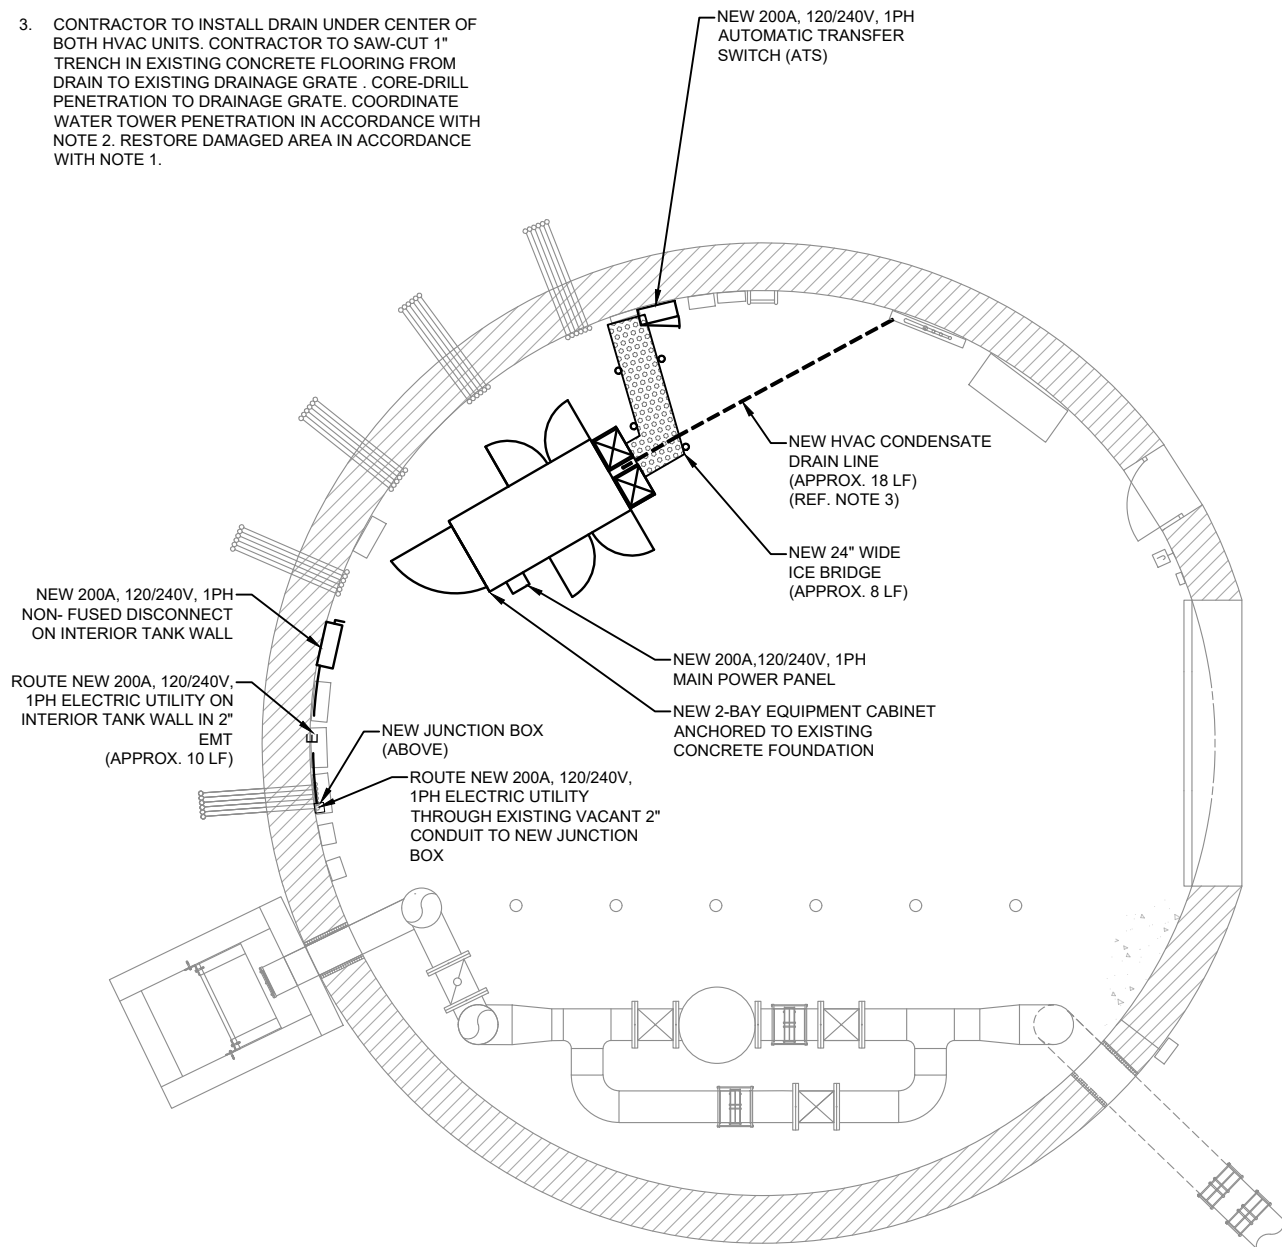 3. CONTRACTOR TO INSTALL DRAIN UNDER CENTER OF
BOTH HVAC UNITS. CONTRACTOR TO SAW-CUT 1"
TRENCH IN EXISTING CONCRETE FLOORING FROM
DRAIN TO EXISTING DRAINAGE GRATE . CORE-DRILL
PENETRATION TO DRAINAGE GRATE. COORDINATE
WATER TOWER PENETRATION IN ACCORDANCE WITH
NOTE 2. RESTORE DAMAGED AREA IN ACCORDANCE
WITH NOTE 1.
NEW 200A, 120/240V, 1PH
AUTOMATIC TRANSFER
SWITCH (ATS)
NEW HVAC CONDENSATE
DRAIN LINE
(APPROX. 18 LF)
(REF. NOTE 3)
NEW 24" WIDE
ICE BRIDGE
(APPROX. 8 LF)
NEW 200A, 120/240V, 1PH
NON- FUSED DISCONNECT
ON INTERIOR TANK WALL
ROUTE NEW 200A, 120/240V,
1PH ELECTRIC UTILITY ON
INTERIOR TANK WALL IN 2"
EMT
(APPROX. 10 LF)
NEW 200A,120/240V, 1PH
MAIN POWER PANEL
NEW 2-BAY EQUIPMENT CABINET
ANCHORED TO EXISTING
CONCRETE FOUNDATION
NEW JUNCTION BOX
(ABOVE)
ROUTE NEW 200A, 120/240V,
1PH ELECTRIC UTILITY
THROUGH EXISTING VACANT 2"
CONDUIT TO NEW JUNCTION
BOX